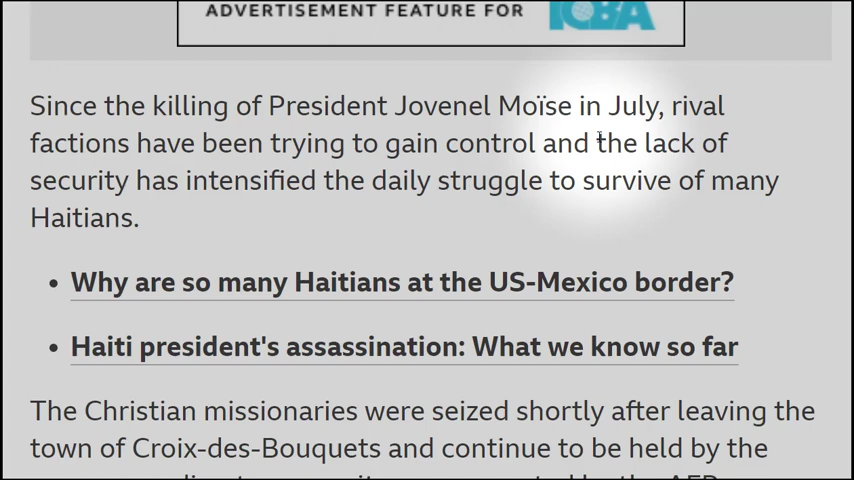 ADVERTISEMENT FEATURE FOR
Since the killing of President Jovenel Moïse in July, rival
factions have been trying to gain control and the lack of
security has intensified the daily struggle to survive of many
Haitians.
• Why are so many Haitians at the US-Mexico border?
• Haiti president's assassination: What we know so far
The Christian missionaries were seized shortly after leaving the
town of Croix-des-Bouquets and continue to be held by the